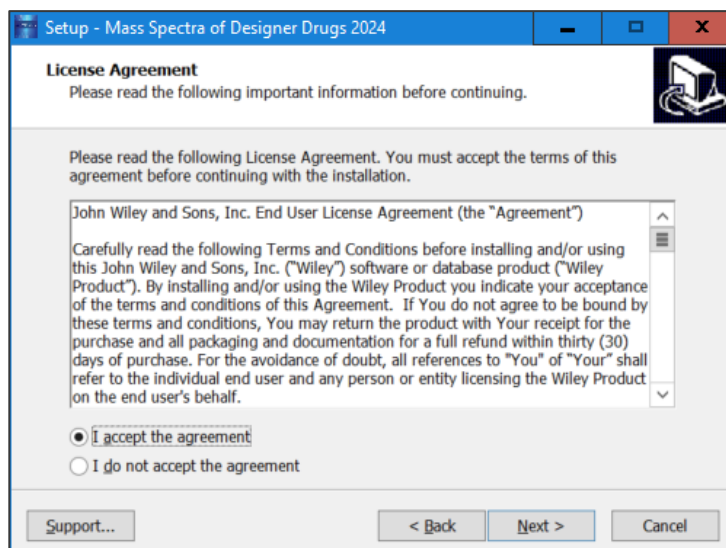 Setup - Mass Spectra of Designer Drugs 2024
License Agreement
Please read the following important information before continuing.
Please read the following License Agreement. You must accept the terms of this
agreement before continuing with the installation.
John Wiley and Sons, Inc. End User License Agreement (the “Agreement”)
Carefully read the following Terms and Conditions before installing and/or using
this John Wiley and Sons, Inc. (“Wiley”) software or database product (“Wiley
Product”). By installing and/or using the Wiley Product you indicate your acceptance
of the terms and conditions of this Agreement.  If You do not agree to be bound by
these terms and conditions, You may return the product with Your receipt for the
purchase and all packaging and documentation for a full refund within thirty (30)
days of purchase. For the avoidance of doubt, all references to "You" of “Your” shall
refer to the individual end user and any person or entity licensing the Wiley Product
on the end user's behalf.
I accept the agreement
I do not accept the agreement
Support...
< Back
Next >
Cancel